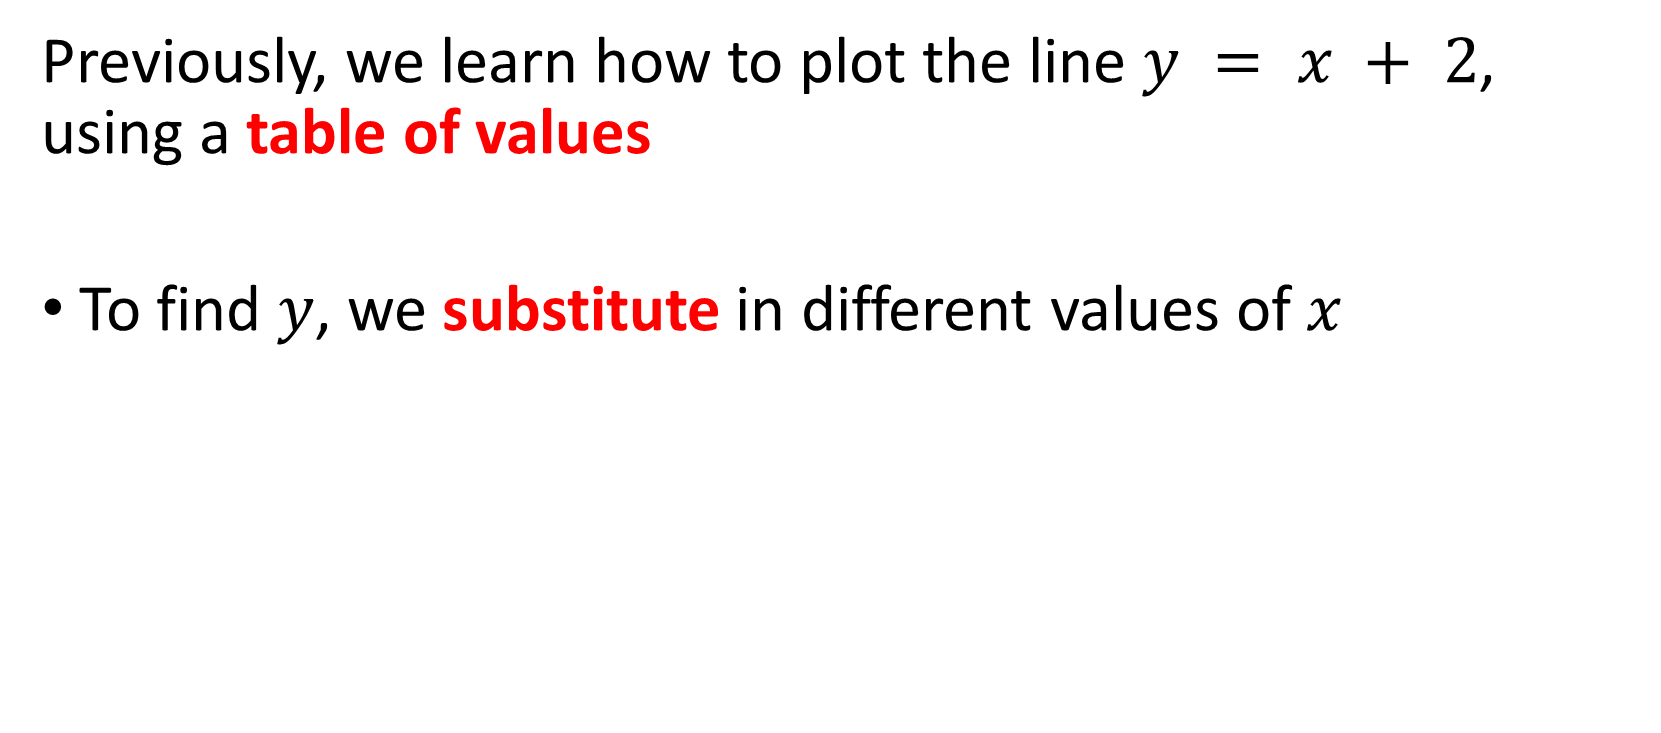 Previously, we learn how to plot the line 𝑦 = 𝑥 + 2,
using a table of values
• To find 𝑦, we substitute in different values of 𝑥